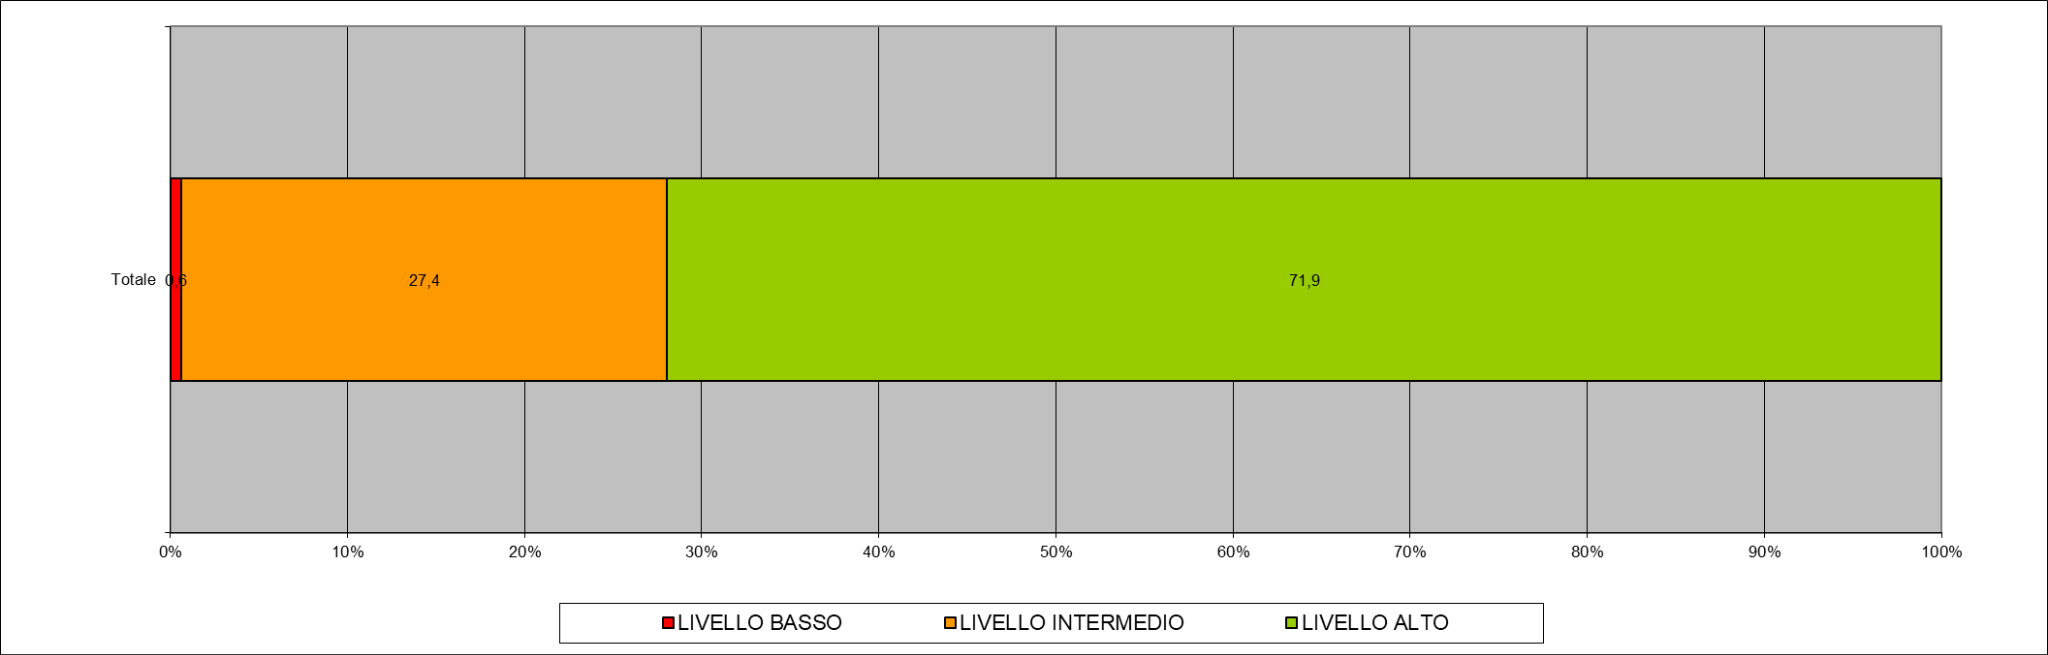 Totale 0,6 27,4 71,9
0% 10% 20% 30% 40% 50% 60% 70% 80% 90% 100%
LIVELLO BASSO LIVELLO INTERMEDIO LIVELLO ALTO